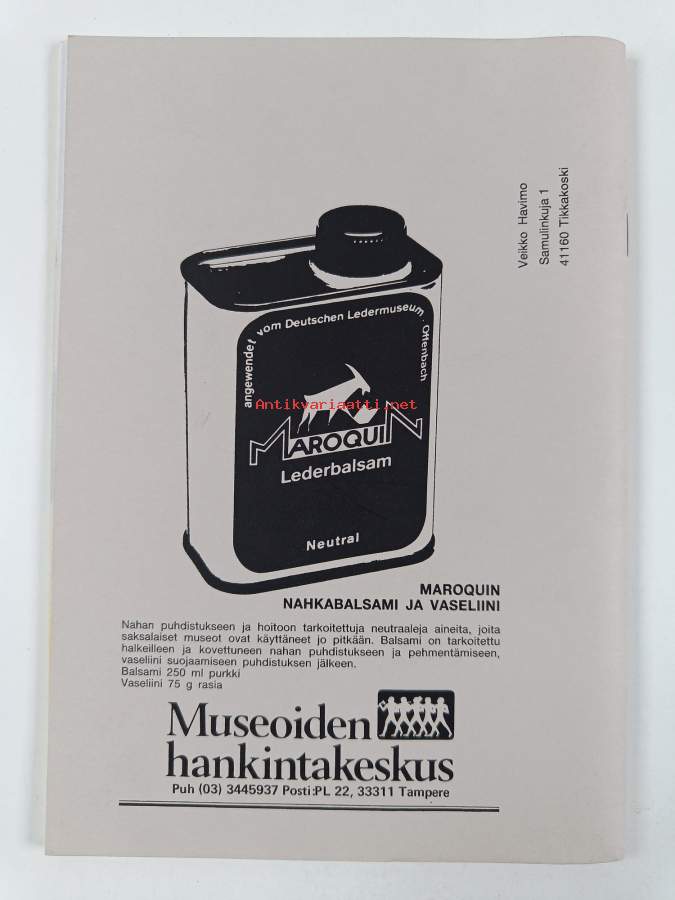 Veikko Havimo
Samulinkuja 1
41160 Tikkakoski
angewendet vom Deutschen Ledermuseum · Offenbach
Antikvariaatti.net
MAROQUIN
Lederbalsam
Neutral
MAROQUIN
NAHKABALSAMI JA VASELIINI
Nahan puhdistukseen ja hoitoon tarkoitettuja neutraaleja aineita, joita
saksalaiset museot ovat käyttäneet jo pitkään. Balsami on tarkoitettu
halkeilleen ja kovettuneen nahan puhdistukseen ja pehmentämiseen,
vaseliini suojaamiseen puhdistuksen jälkeen.
Balsami 250 ml purkki
Vaseliini 75 g rasia
Museoiden
hankintakeskus
Puh (03) 3445937 Posti:PL 22, 33311 Tampere